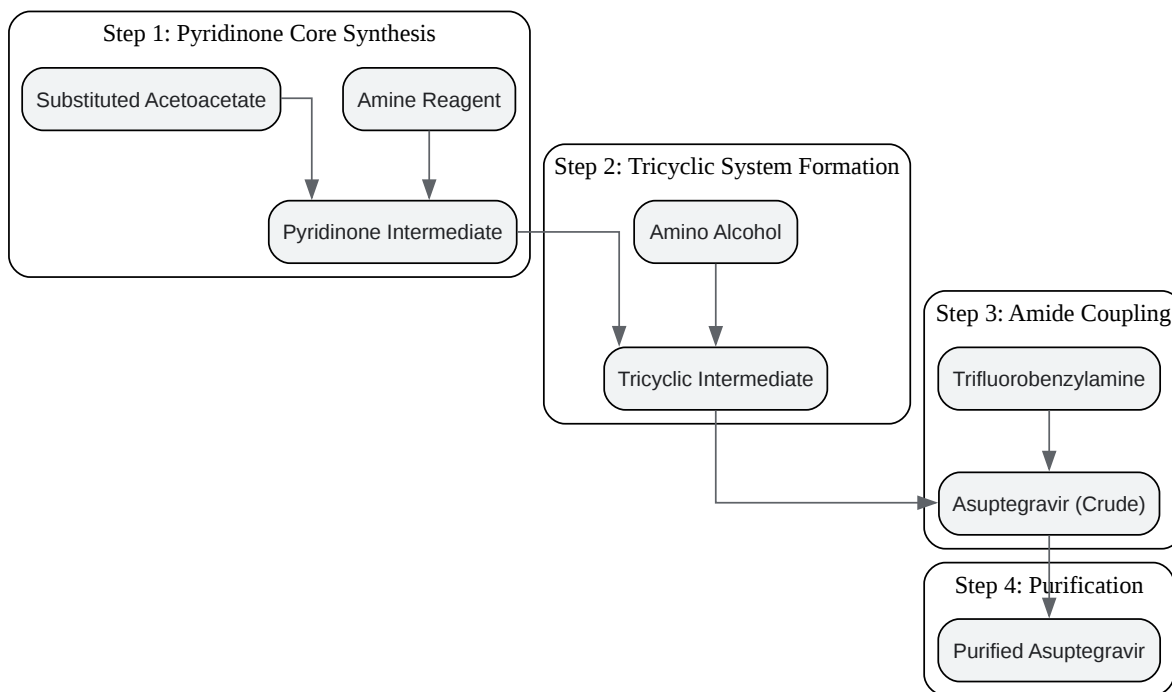 Step 1: Pyridinone Core Synthesis
Substituted Acetoacetate
Amine Reagent
Pyridinone Intermediate
Step 2: Tricyclic System Formation
Amino Alcohol
Tricyclic Intermediate
Step 3: Amide Coupling
Trifluorobenzylamine
Asuptegravir (Crude)
Step 4: Purification
Purified Asuptegravir